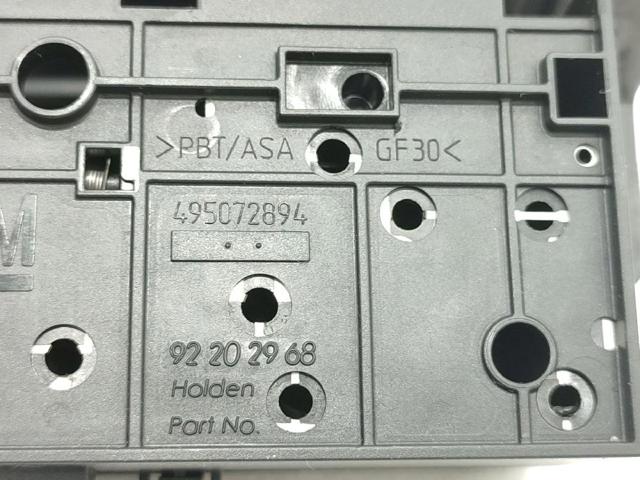 >PBT/ASA GF30<
495072894
M
92 20 29 68
Holden
Part No.